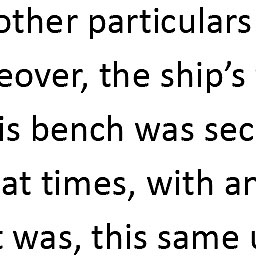 other particulars
eover, the ship’s
is bench was sec
at times, with an
was, this same